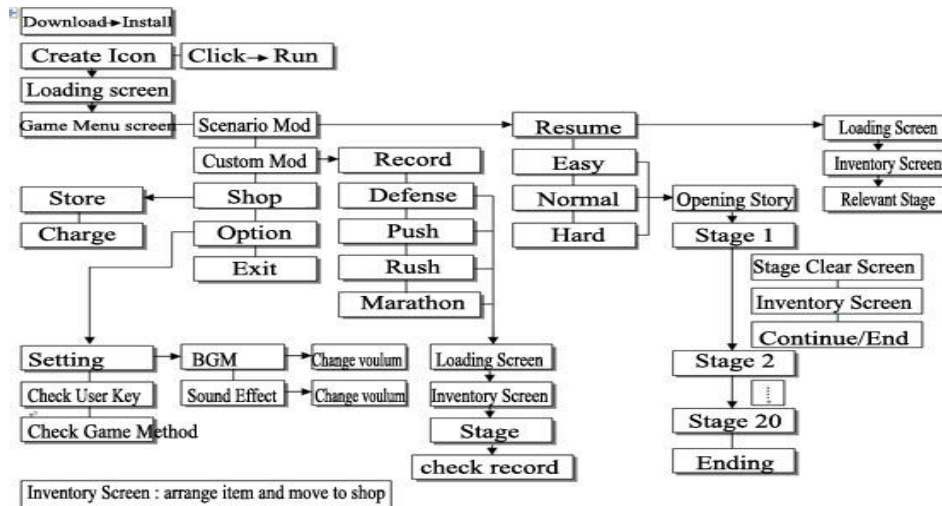 Download→Install
Create Icon
Click→ Run
Loading screen
Game Menu screen
Scenario Mod
Resume
Loading Screen
Custom Mod
Record
Easy
Inventory Screen
Store
Shop
Defense
Normal
Opening Story
Relevant Stage
Charge
Option
Push
Hard
Stage 1
Exit
Rush
Stage Clear Screen
Marathon
Inventory Screen
Continue/End
Setting
BGM
Change voulum
Loading Screen
Stage 2
Check User Key
Sound Effect
Change voulum
Inventory Screen
Check Game Method
Stage
Stage 20
check record
Ending
Inventory Screen : arrange item and move to shop